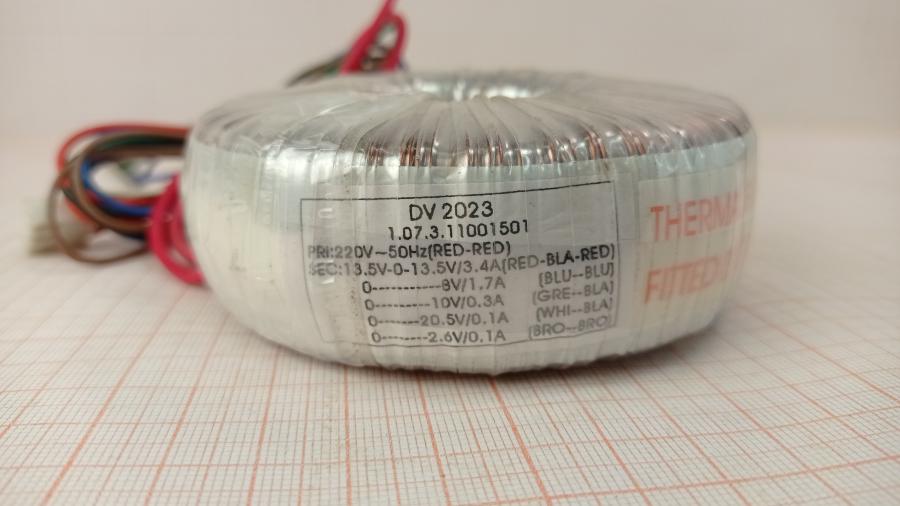 DV 2023
1.07.3.11001501
PRI:220V~50Hz(RED-RED)
SEC:13.5V-0-13.5V/3.4A(RED-BLA-RED)
0-----------8V/1.7A (BLU--BLU)
0---------10V/0.3A (GRE--BLA)
0-------20.5V/0.1A (WHI--BLA)
0--------2.6V/0.1A (BRO--BRO)
THERMA
FITTED